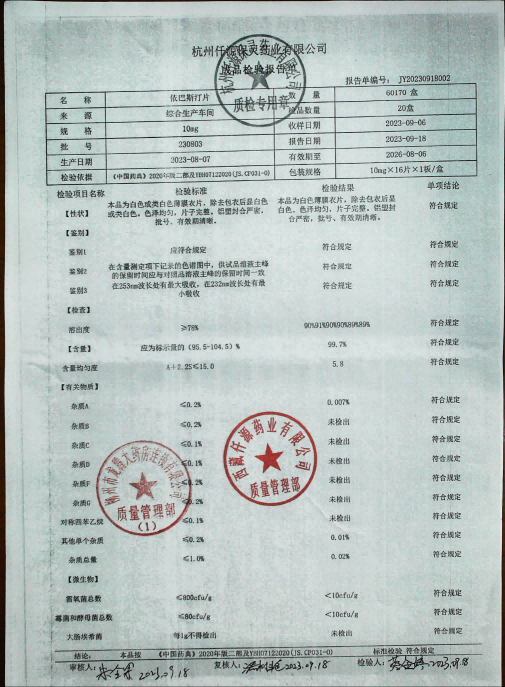 杭州仟源保灵药业有限公司
成品检验报告单
报告单编号: JY20230918002
名 称 依巴斯汀片 数 量 60170 盒
来 源 综合生产车间 检品数量 20盒
规 格 10mg 收样日期 2023-09-06
批 号 230803 报告日期 2023-09-18
生产日期 2023-08-07 有效期至 2026-08-06
检验依据 《中国药典》2020年版二部及YBH07122020(JS.CP031-0) 包装规格 10mg×16片×1板/盒
检验项目名称 检验标准 检验结果 单项结论
【性状】 本品为白色或类白色薄膜衣片，除去包衣后显白色或类白色。色泽均匀，片子完整，铝塑封合严密，批号、有效期清晰。 本品为白色薄膜衣片，除去包衣后显白色。色泽均匀，片子完整，铝塑封合严密，批号、有效期清晰。 符合规定
【鉴别】
鉴别1 应符合规定 符合规定 符合规定
鉴别2 在含量测定项下记录的色谱图中，供试品溶液主峰的保留时间应与对照品溶液主峰的保留时间一致 符合规定 符合规定
鉴别3 在253nm波长处有最大吸收，在232nm波长处有最小吸收 符合规定 符合规定
【检查】
溶出度 ≥76% 90%91%90%90%89%89% 符合规定
【含量】 应为标示量的（95.5-104.5）% 99.7% 符合规定
含量均匀度 A+2.2S≤15.0 5.8 符合规定
【有关物质】
杂质A ≤0.2% 0.007% 符合规定
杂质B ≤0.2% 未检出 符合规定
杂质C ≤0.1% 未检出 符合规定
杂质D ≤0.1% 未检出 符合规定
杂质F ≤0.2% 未检出 符合规定
杂质G ≤0.2% 未检出 符合规定
对称四苯乙烷 ≤0.1% 未检出 符合规定
其他单个杂质 ≤0.2% 0.01% 符合规定
杂质总量 ≤1.0% 0.02% 符合规定
【微生物】
需氧菌总数 ≤800cfu/g <10cfu/g 符合规定
霉菌和酵母菌总数 ≤80cfu/g <10cfu/g 符合规定
大肠埃希菌 每1g不得检出 未检出 符合规定
结论: 本品按 《中国药典》2020年版二部及YBH07122020(JS.CP031-0) 标准检验 符合规定
审核人: 2023.09.18 复核人: 2023.09.18 检验人: 2023.09.18
质检专用章
西藏仟源药业有限公司
质量管理部
质量管理部
(1)